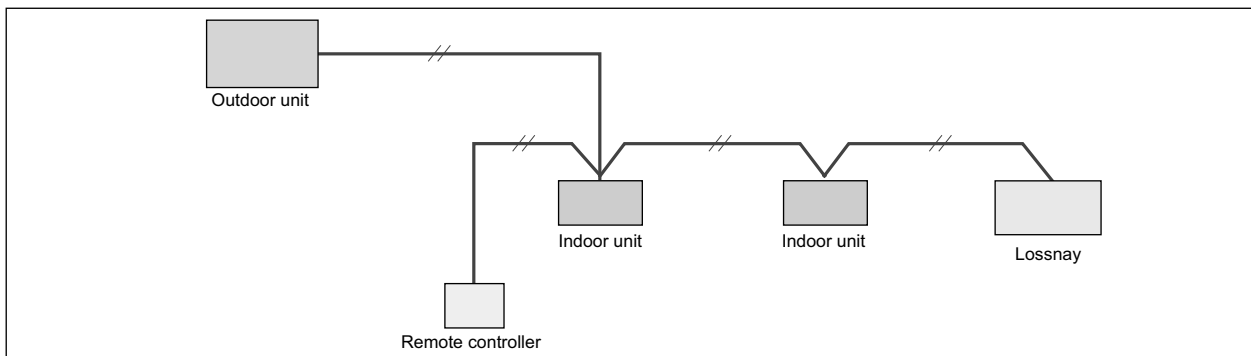 Outdoor unit
Indoor unit
Indoor unit
Lossnay
Remote controller